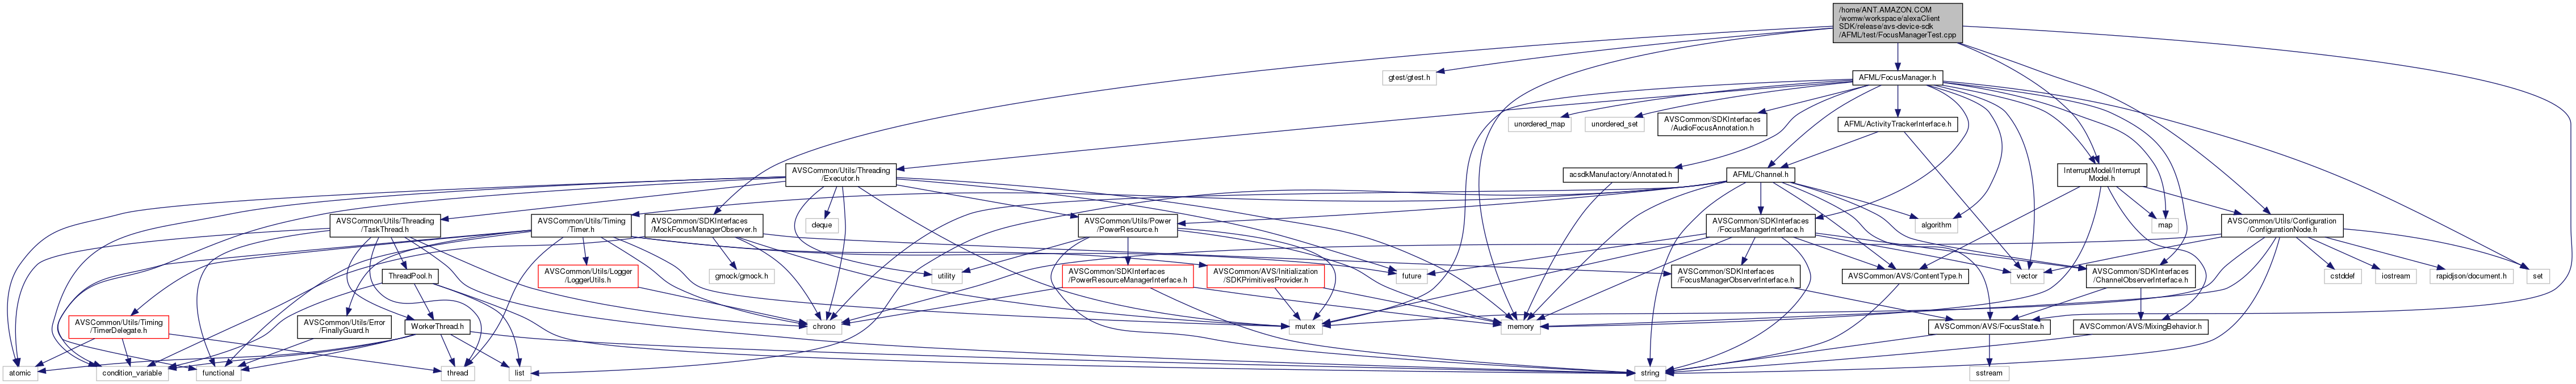 /home/ANT.AMAZON.COM
/womw/workspace/alexaClient
SDK/release/avs-device-sdk
/AFML/test/FocusManagerTest.cpp
gtest/gtest.h
AFML/FocusManager.h
unordered_map
unordered_set
AVSCommon/SDKInterfaces
/AudioFocusAnnotation.h
AFML/ActivityTrackerInterface.h
AVSCommon/Utils/Threading
/Executor.h
acsdkManufactory/Annotated.h
AFML/Channel.h
InterruptModel/Interrupt
Model.h
AVSCommon/Utils/Threading
/TaskThread.h
AVSCommon/Utils/Timing
/Timer.h
AVSCommon/SDKInterfaces
/MockFocusManagerObserver.h
deque
AVSCommon/Utils/Power
/PowerResource.h
AVSCommon/SDKInterfaces
/FocusManagerInterface.h
algorithm
map
AVSCommon/Utils/Configuration
/ConfigurationNode.h
ThreadPool.h
AVSCommon/Utils/Logger
/LoggerUtils.h
gmock/gmock.h
utility
AVSCommon/SDKInterfaces
/PowerResourceManagerInterface.h
AVSCommon/AVS/Initialization
/SDKPrimitivesProvider.h
future
AVSCommon/SDKInterfaces
/FocusManagerObserverInterface.h
AVSCommon/AVS/ContentType.h
vector
AVSCommon/SDKInterfaces
/ChannelObserverInterface.h
cstddef
iostream
rapidjson/document.h
set
AVSCommon/Utils/Timing
/TimerDelegate.h
AVSCommon/Utils/Error
/FinallyGuard.h
WorkerThread.h
chrono
mutex
memory
AVSCommon/AVS/FocusState.h
AVSCommon/AVS/MixingBehavior.h
atomic
condition_variable
functional
thread
list
string
sstream